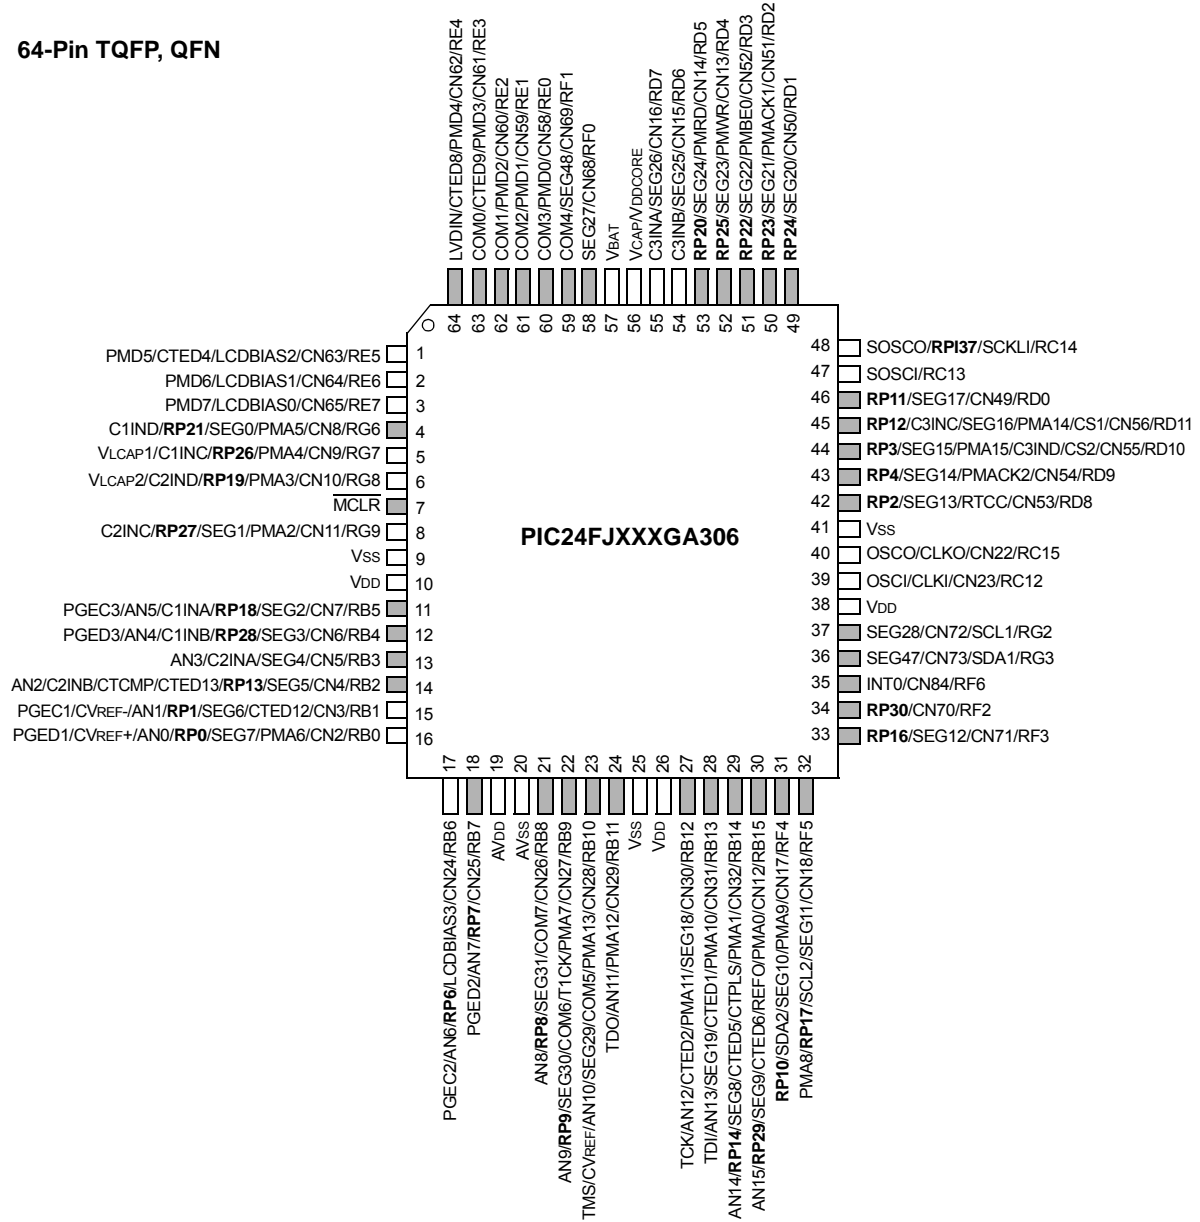 64-Pin TQFP, QFN
LVDIN/CTED8/PMD4/CN62/RE4
COM0/CTED9/PMD3/CN61/RE3
COM1/PMD2/CN60/RE2
COM2/PMD1/CN59/RE1
COM3/PMD0/CN58/RE0
COM4/SEG48/CN69/RF1
SEG27/CN68/RF0
VBAT
VCAP/VDDCORE
C3INA/SEG26/CN16/RD7
C3INB/SEG25/CN15/RD6
RP20/SEG24/PMRD/CN14/RD5
RP25/SEG23/PMWR/CN13/RD4
RP22/SEG22/PMBE0/CN52/RD3
RP23/SEG21/PMACK1/CN51/RD2
RP24/SEG20/CN50/RD1
64 63 62 61 60 59 58 57 56 55 54 53 52 51 50 49
PMD5/CTED4/LCDBIAS2/CN63/RE5 1
PMD6/LCDBIAS1/CN64/RE6 2
PMD7/LCDBIAS0/CN65/RE7 3
C1IND/RP21/SEG0/PMA5/CN8/RG6 4
VLCAP1/C1INC/RP26/PMA4/CN9/RG7 5
VLCAP2/C2IND/RP19/PMA3/CN10/RG8 6
MCLR 7
C2INC/RP27/SEG1/PMA2/CN11/RG9 8
VSS 9
VDD 10
PGEC3/AN5/C1INA/RP18/SEG2/CN7/RB5 11
PGED3/AN4/C1INB/RP28/SEG3/CN6/RB4 12
AN3/C2INA/SEG4/CN5/RB3 13
AN2/C2INB/CTCMP/CTED13/RP13/SEG5/CN4/RB2 14
PGEC1/CVREF-/AN1/RP1/SEG6/CTED12/CN3/RB1 15
PGED1/CVREF+/AN0/RP0/SEG7/PMA6/CN2/RB0 16
PIC24FJXXXGA306
48 SOSCO/RPI37/SCKLI/RC14
47 SOSCI/RC13
46 RP11/SEG17/CN49/RD0
45 RP12/C3INC/SEG16/PMA14/CS1/CN56/RD11
44 RP3/SEG15/PMA15/C3IND/CS2/CN55/RD10
43 RP4/SEG14/PMACK2/CN54/RD9
42 RP2/SEG13/RTCC/CN53/RD8
41 VSS
40 OSCO/CLKO/CN22/RC15
39 OSCI/CLKI/CN23/RC12
38 VDD
37 SEG28/CN72/SCL1/RG2
36 SEG47/CN73/SDA1/RG3
35 INT0/CN84/RF6
34 RP30/CN70/RF2
33 RP16/SEG12/CN71/RF3
17 18 19 20 21 22 23 24 25 26 27 28 29 30 31 32
PGEC2/AN6/RP6/LCDBIAS3/CN24/RB6
PGED2/AN7/RP7/CN25/RB7
AVDD
AVSS
AN8/RP8/SEG31/COM7/CN26/RB8
AN9/RP9/SEG30/COM6/T1CK/PMA7/CN27/RB9
TMS/CVREF/AN10/SEG29/COM5/PMA13/CN28/RB10
TDO/AN11/PMA12/CN29/RB11
VSS
VDD
TCK/AN12/CTED2/PMA11/SEG18/CN30/RB12
TDI/AN13/SEG19/CTED1/PMA10/CN31/RB13
AN14/RP14/SEG8/CTED5/CTPLS/PMA1/CN32/RB14
AN15/RP29/SEG9/CTED6/REFO/PMA0/CN12/RB15
RP10/SDA2/SEG10/PMA9/CN17/RF4
PMA8/RP17/SCL2/SEG11/CN18/RF5